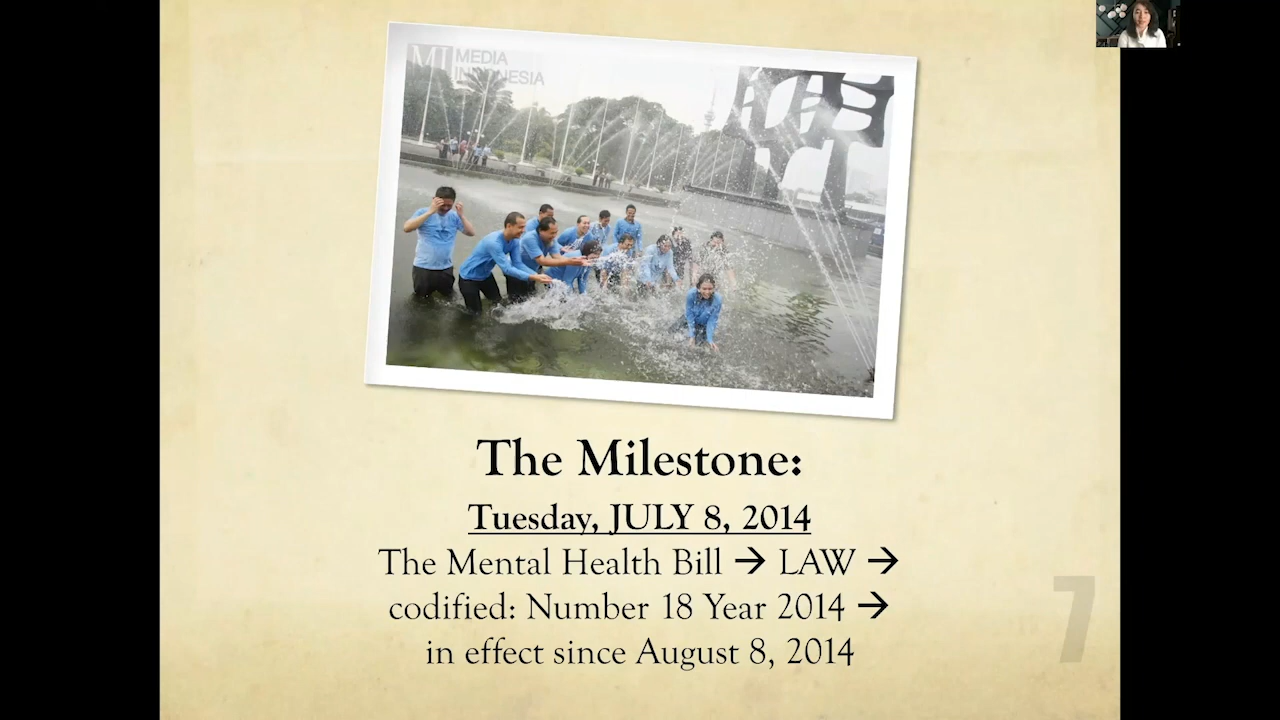 MI MEDIA
INDONESIA
The Milestone:
Tuesday, JULY 8, 2014
The Mental Health Bill → LAW →
codified: Number 18 Year 2014 →
in effect since August 8, 2014
7